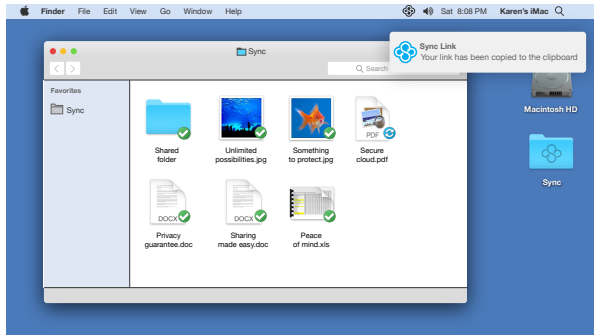 Finder File Edit View Go Window Help Sat 8:08 PM Karen's iMac
Sync
Sync Link
Your link has been copied to the clipboard
Search
Favorites
Sync
Macintosh HD
Sync
PDF
Shared
folder
Unlimited
possibilities.jpg
Something
to protect.jpg
Secure
cloud.pdf
DOCX
DOCX
Privacy
guarantee.doc
Sharing
made easy.doc
Peace
of mind.xls